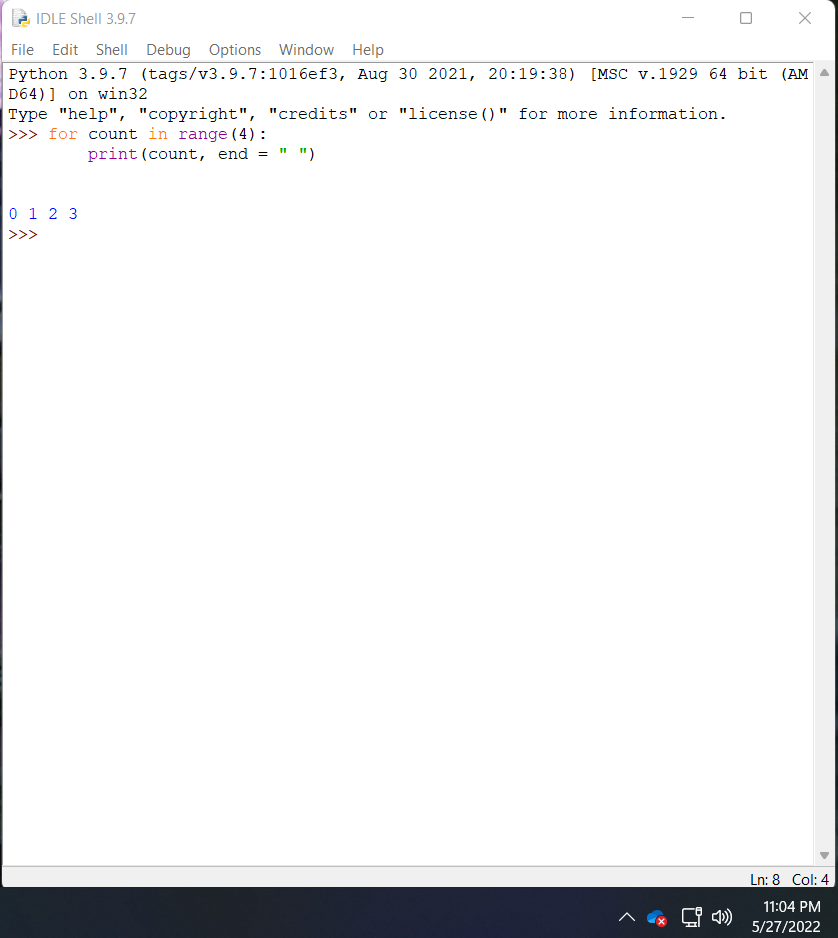 IDLE Shell 3.9.7
File Edit Shell Debug Options Window Help
Python 3.9.7 (tags/v3.9.7:1016ef3, Aug 30 2021, 20:19:38) [MSC v.1929 64 bit (AM
D64)] on win32
Type "help", "copyright", "credits" or "license()" for more information.
>>> for count in range(4):
        print(count, end = " ")
0 1 2 3
>>>
Ln: 8 Col: 4
11:04 PM
5/27/2022